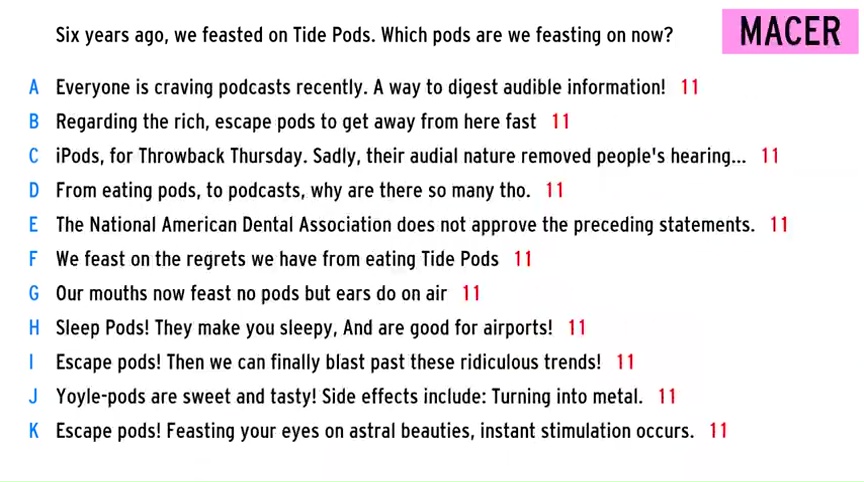 Six years ago, we feasted on Tide Pods. Which pods are we feasting on now?
MACER
A Everyone is craving podcasts recently. A way to digest audible information! 11
B Regarding the rich, escape pods to get away from here fast 11
C iPods, for Throwback Thursday. Sadly, their audial nature removed people's hearing... 11
D From eating pods, to podcasts, why are there so many tho. 11
E The National American Dental Association does not approve the preceding statements. 11
F We feast on the regrets we have from eating Tide Pods 11
G Our mouths now feast no pods but ears do on air 11
H Sleep Pods! They make you sleepy, And are good for airports! 11
I Escape pods! Then we can finally blast past these ridiculous trends! 11
J Yoyle-pods are sweet and tasty! Side effects include: Turning into metal. 11
K Escape pods! Feasting your eyes on astral beauties, instant stimulation occurs. 11